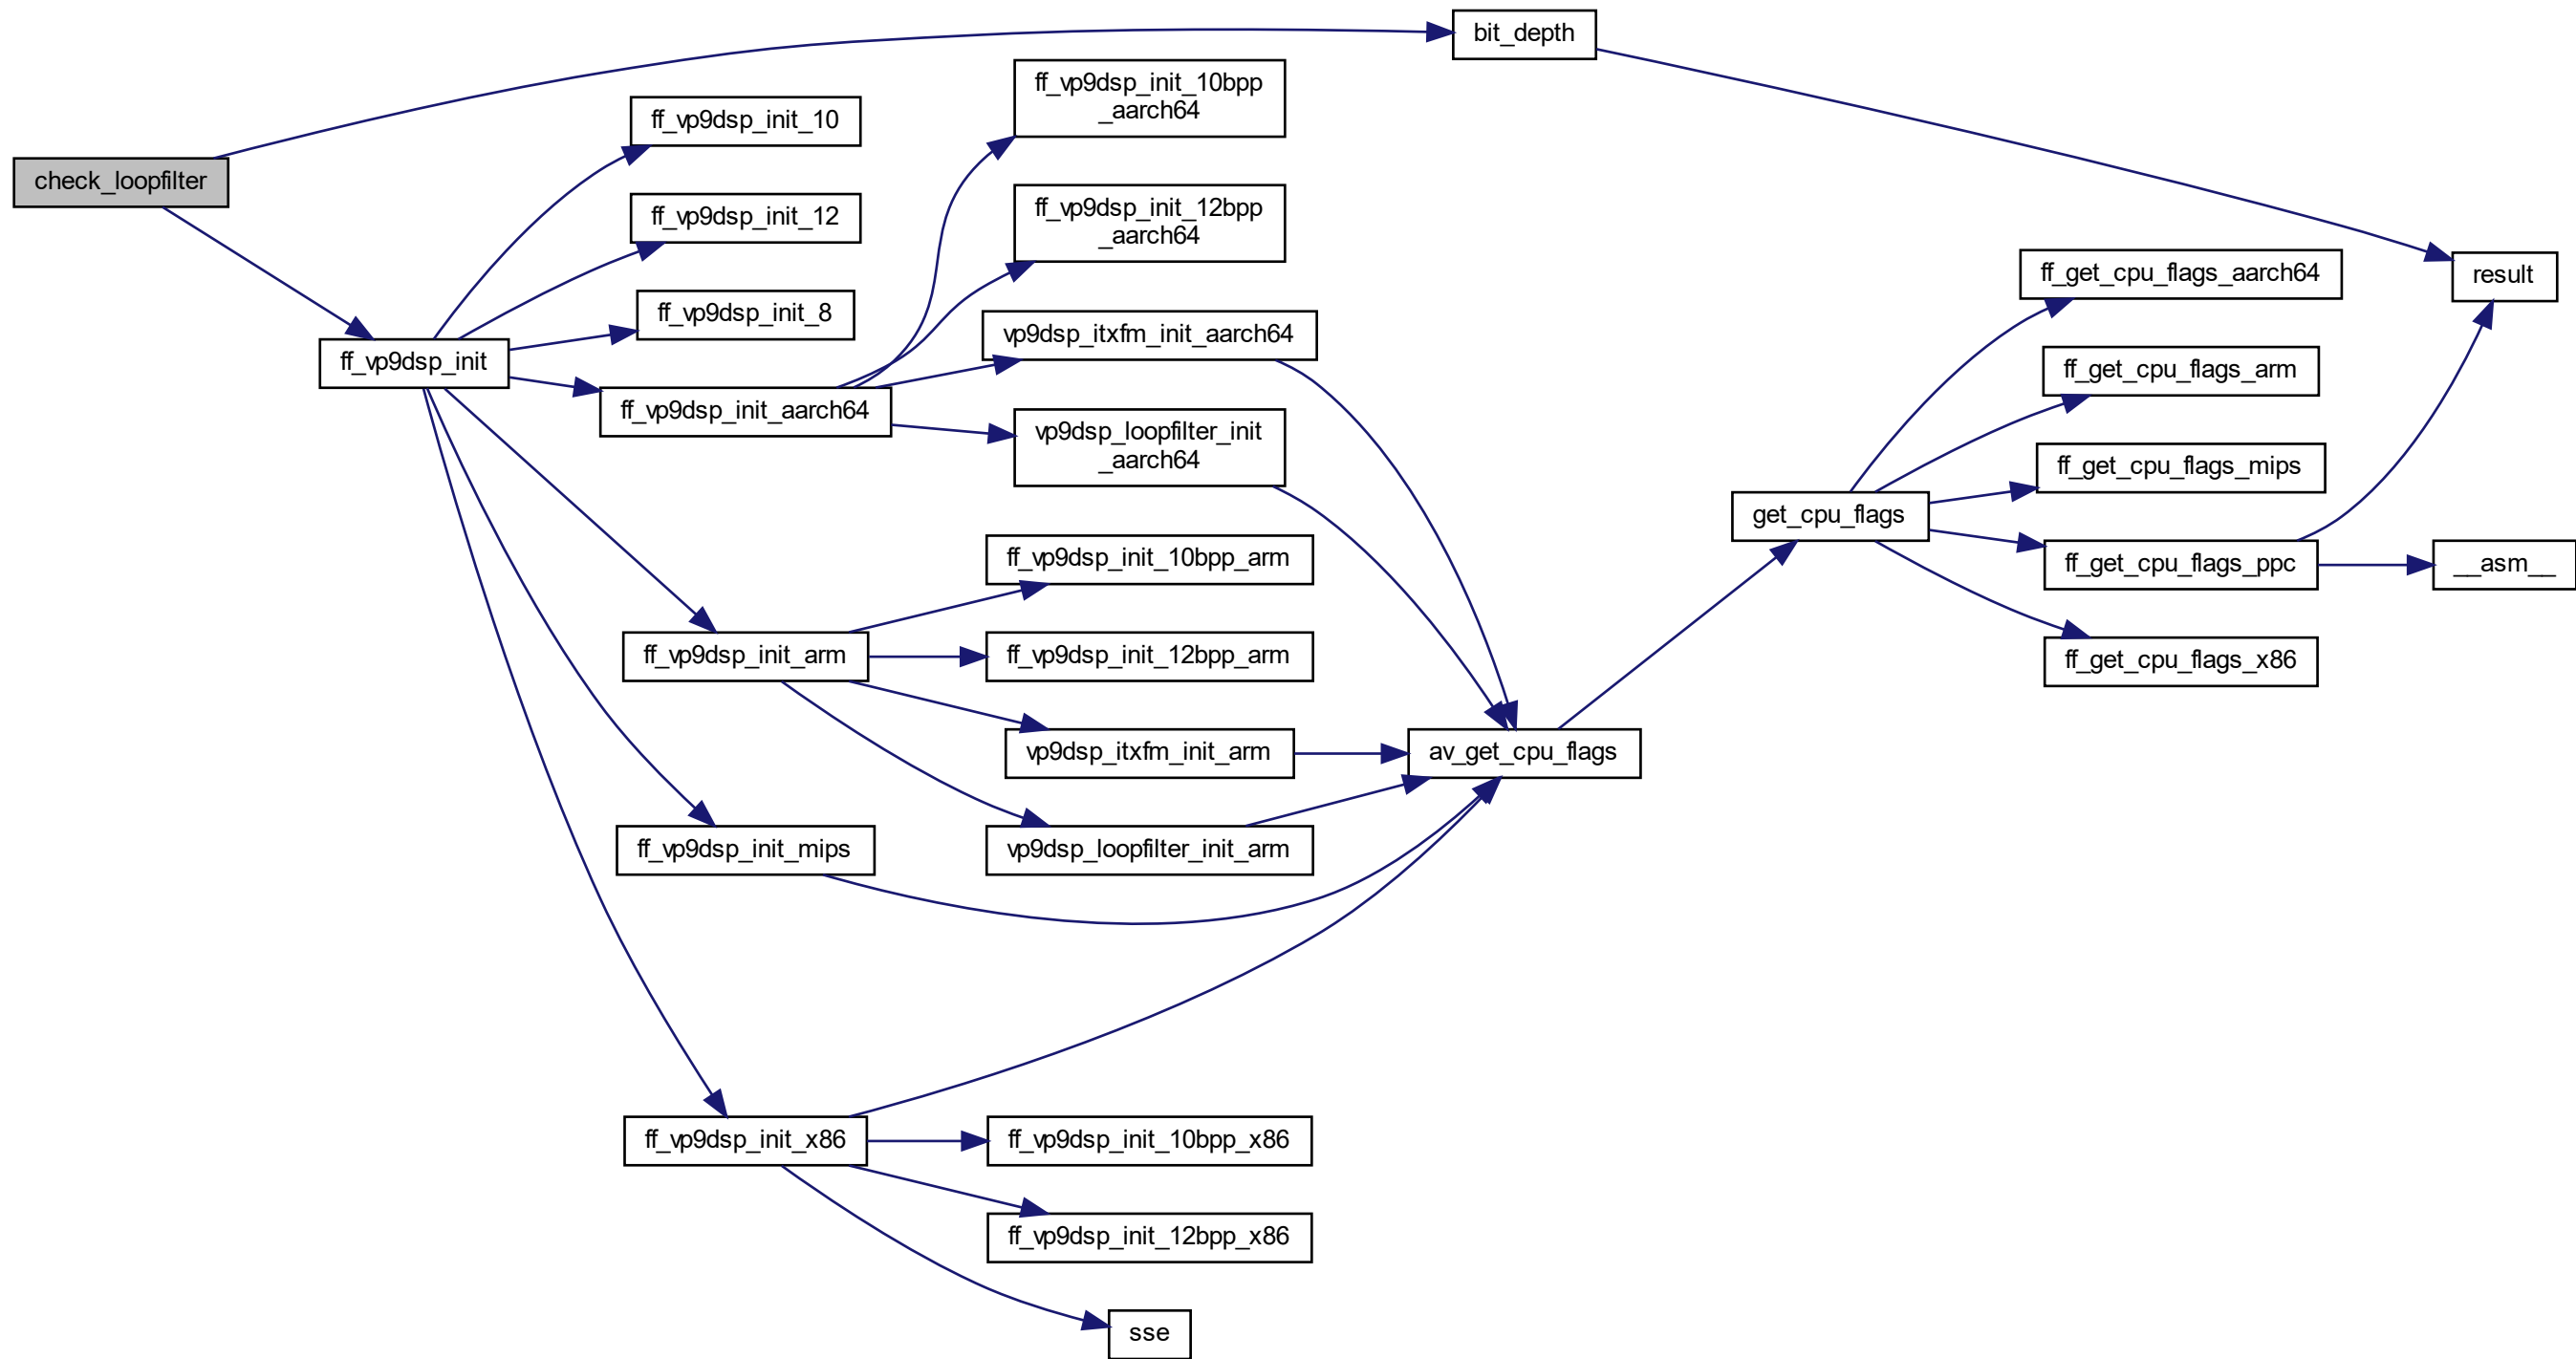 check_loopfilter
bit_depth
ff_vp9dsp_init_10
ff_vp9dsp_init_12
ff_vp9dsp_init_8
ff_vp9dsp_init
ff_vp9dsp_init_aarch64
ff_vp9dsp_init_10bpp
_aarch64
ff_vp9dsp_init_12bpp
_aarch64
vp9dsp_itxfm_init_aarch64
vp9dsp_loopfilter_init
_aarch64
ff_vp9dsp_init_arm
ff_vp9dsp_init_10bpp_arm
ff_vp9dsp_init_12bpp_arm
vp9dsp_itxfm_init_arm
vp9dsp_loopfilter_init_arm
ff_vp9dsp_init_mips
ff_vp9dsp_init_x86
ff_vp9dsp_init_10bpp_x86
ff_vp9dsp_init_12bpp_x86
sse
av_get_cpu_flags
get_cpu_flags
ff_get_cpu_flags_aarch64
ff_get_cpu_flags_arm
ff_get_cpu_flags_mips
ff_get_cpu_flags_ppc
ff_get_cpu_flags_x86
result
__asm__